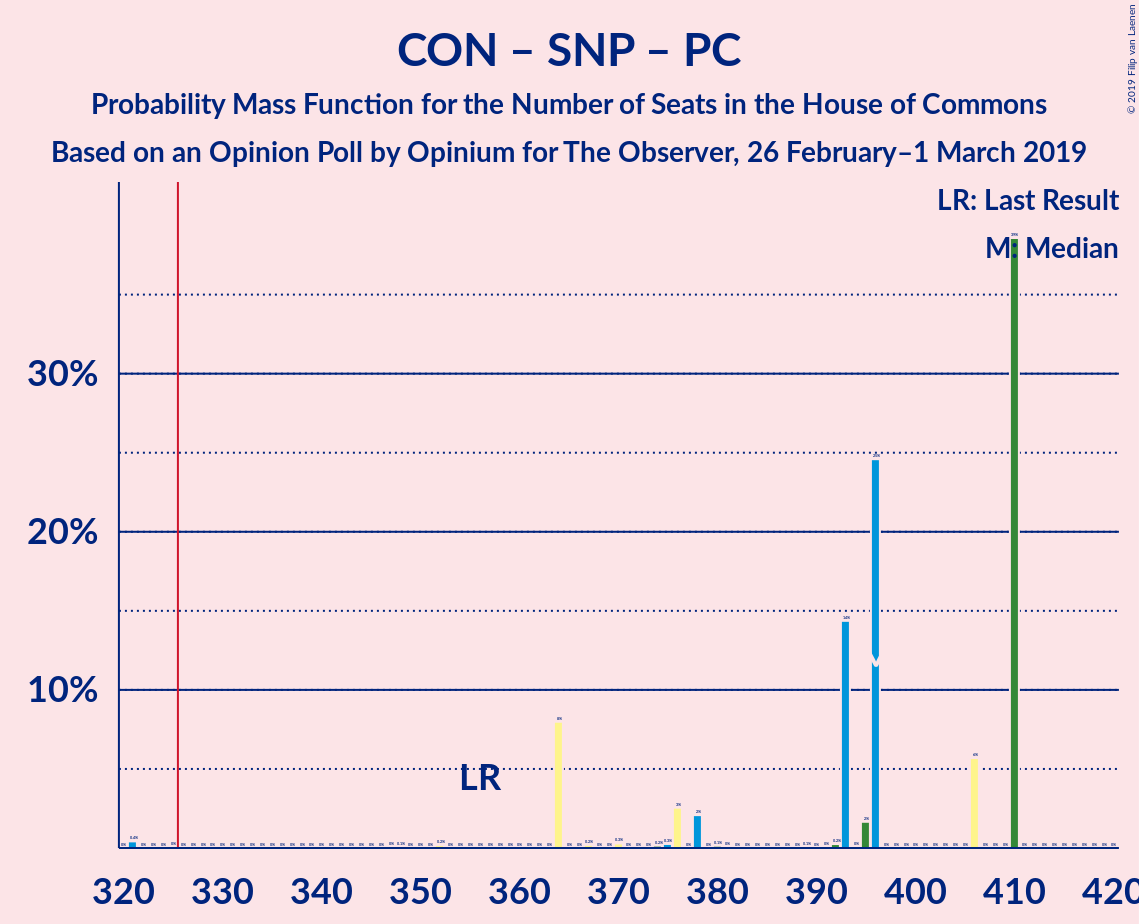 CON – SNP – PC
Probability Mass Function for the Number of Seats in the House of Commons
Based on an Opinion Poll by Opinium for The Observer, 26 February–1 March 2019
© 2019 Filip van Laenen
LR: Last Result
M: Median
30%
20%
10%
LR
320 330 340 350 360 370 380 390 400 410 420